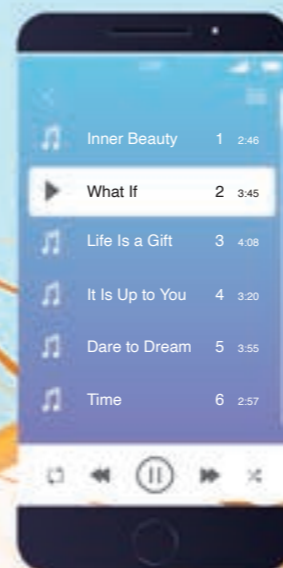 Inner Beauty 1 2:46
What If 2 3:45
Life Is a Gift 3 4:08
It Is Up to You 4 3:20
Dare to Dream 5 3:55
Time 6 2:57